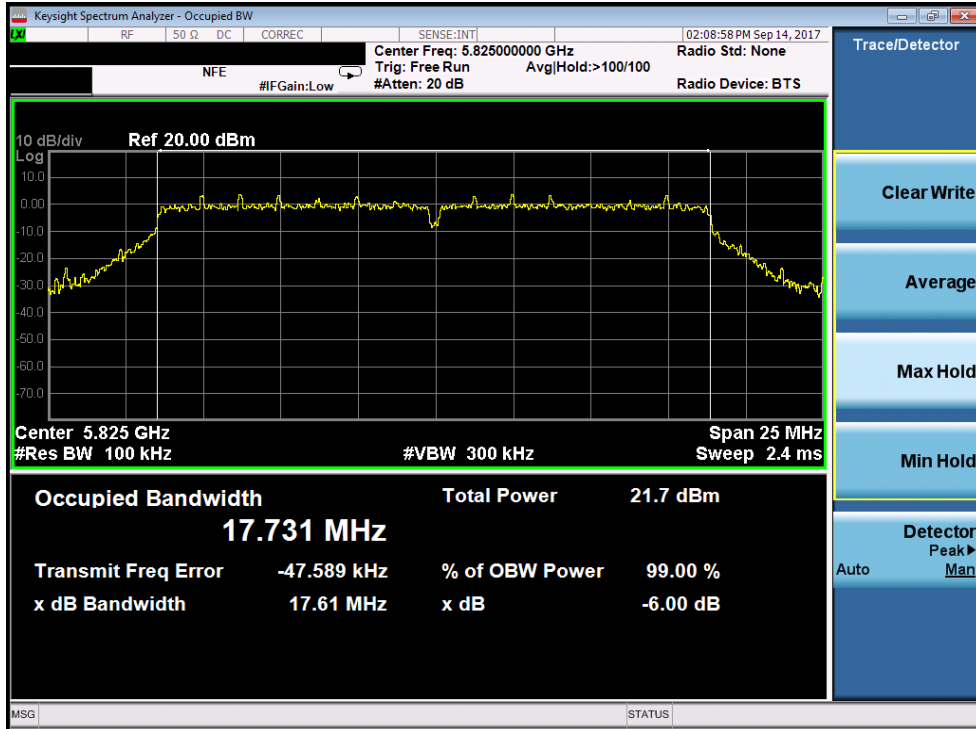 Keysight Spectrum Analyzer - Occupied BW
LXI RF 50 Ω DC CORREC SENSE:INT 02:08:58 PM Sep 14, 2017
Center Freq: 5.825000000 GHz Radio Std: None
NFE Trig: Free Run Avg|Hold:>100/100
#IFGain:Low #Atten: 20 dB Radio Device: BTS
10 dB/div Ref 20.00 dBm
Log
10.0
0.00
-10.0
-20.0
-30.0
-40.0
-50.0
-60.0
-70.0
Center 5.825 GHz Span 25 MHz
#Res BW 100 kHz #VBW 300 kHz Sweep 2.4 ms
Occupied Bandwidth Total Power 21.7 dBm
17.731 MHz
Transmit Freq Error -47.589 kHz % of OBW Power 99.00 %
x dB Bandwidth 17.61 MHz x dB -6.00 dB
MSG STATUS
Trace/Detector
Clear Write
Average
Max Hold
Min Hold
Detector
Peak▶
Auto Man